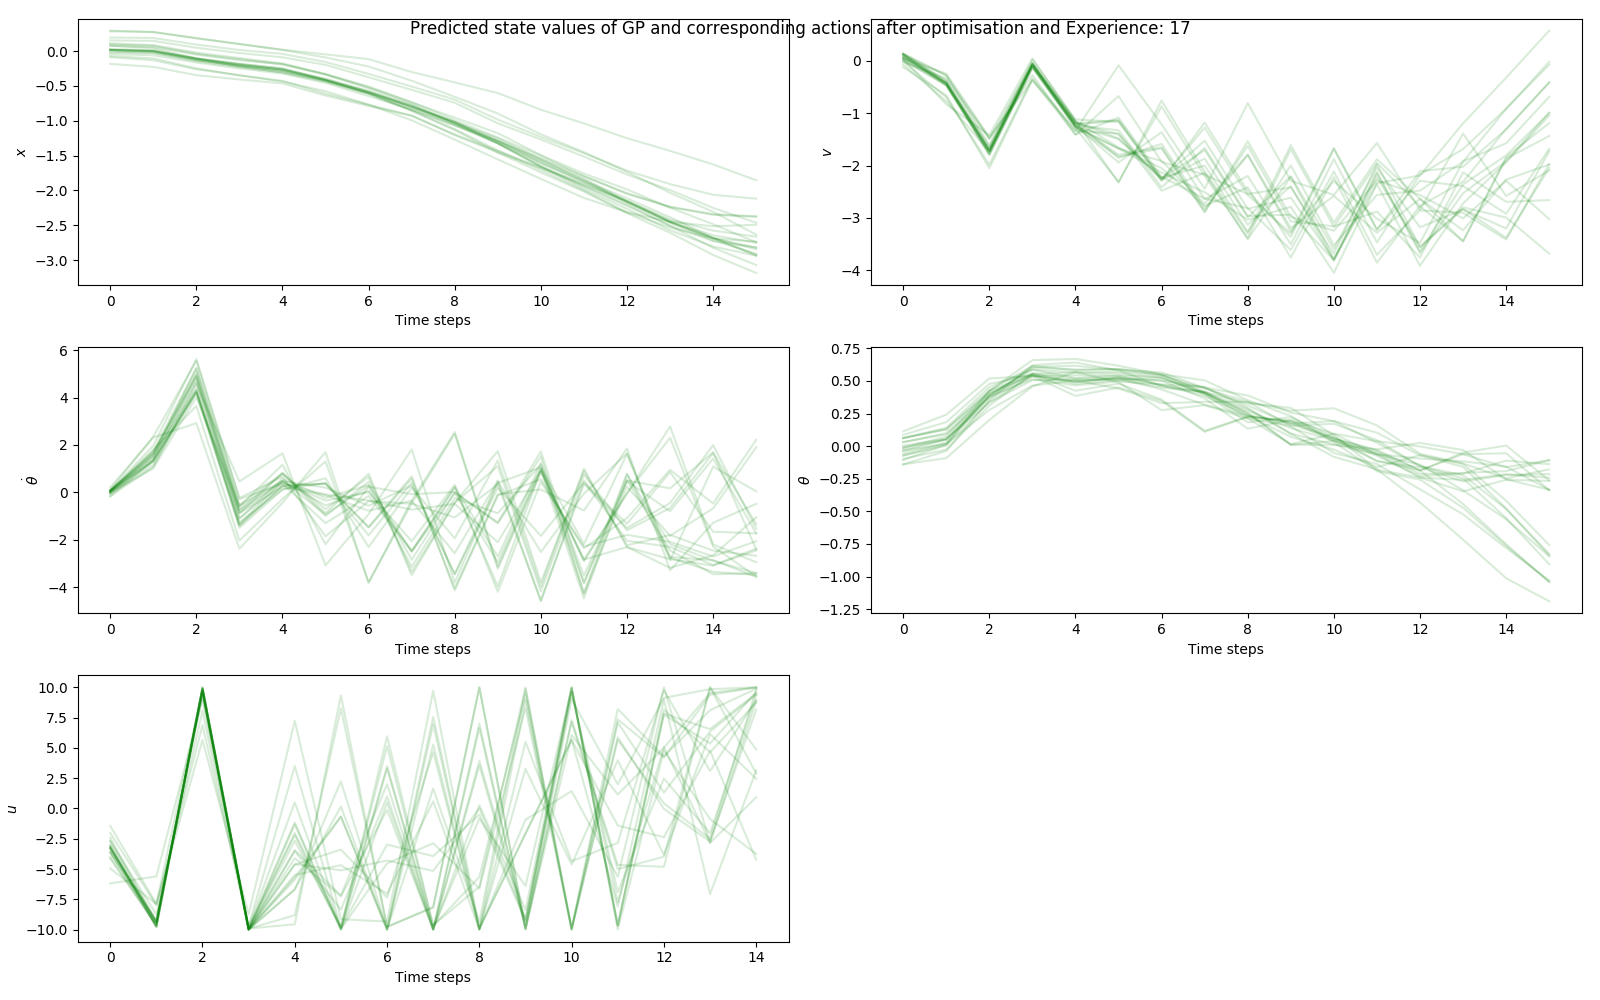 Predicted state values of GP and corresponding actions after optimisation and Experience: 17
0.0
−0.5
−1.0
−1.5
−2.0
−2.5
−3.0
x
0 2 4 6 8 10 12 14
Time steps
0
−1
−2
−3
−4
v
0 2 4 6 8 10 12 14
Time steps
6
4
2
0
−2
−4
θ̇
0 2 4 6 8 10 12 14
Time steps
0.75
0.50
0.25
0.00
−0.25
−0.50
−0.75
−1.00
−1.25
θ
0 2 4 6 8 10 12 14
Time steps
10.0
7.5
5.0
2.5
0.0
−2.5
−5.0
−7.5
−10.0
u
0 2 4 6 8 10 12 14
Time steps